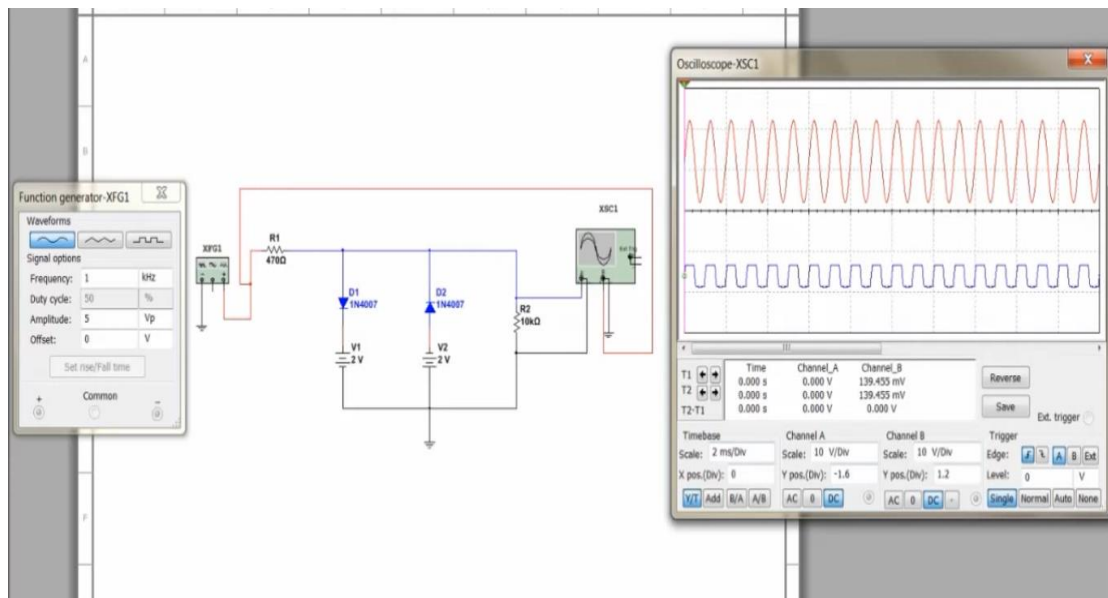 A
B
F
Function generator-XFG1
Waveforms
Signal options
Frequency: 1 kHz
Duty cycle: 50 %
Amplitude: 5 Vp
Offset: 0 V
Set rise/Fall time
+ Common −
XFG1
R1
470Ω
D1
1N4007
D2
1N4007
V1
2 V
V2
2 V
R2
10kΩ
XSC1
Ext Trig
Oscilloscope-XSC1
Time Channel_A Channel_B
T1 0.000 s 0.000 V 139.455 mV
T2 0.000 s 0.000 V 139.455 mV
T2-T1 0.000 s 0.000 V 0.000 V
Reverse
Save
Ext. trigger
Timebase
Scale: 2 ms/Div
X pos.(Div): 0
Y/T Add B/A A/B
Channel A
Scale: 10 V/Div
Y pos.(Div): -1.6
AC 0 DC
Channel B
Scale: 10 V/Div
Y pos.(Div): 1.2
AC 0 DC -
Trigger
Edge: A B Ext
Level: 0 V
Single Normal Auto None